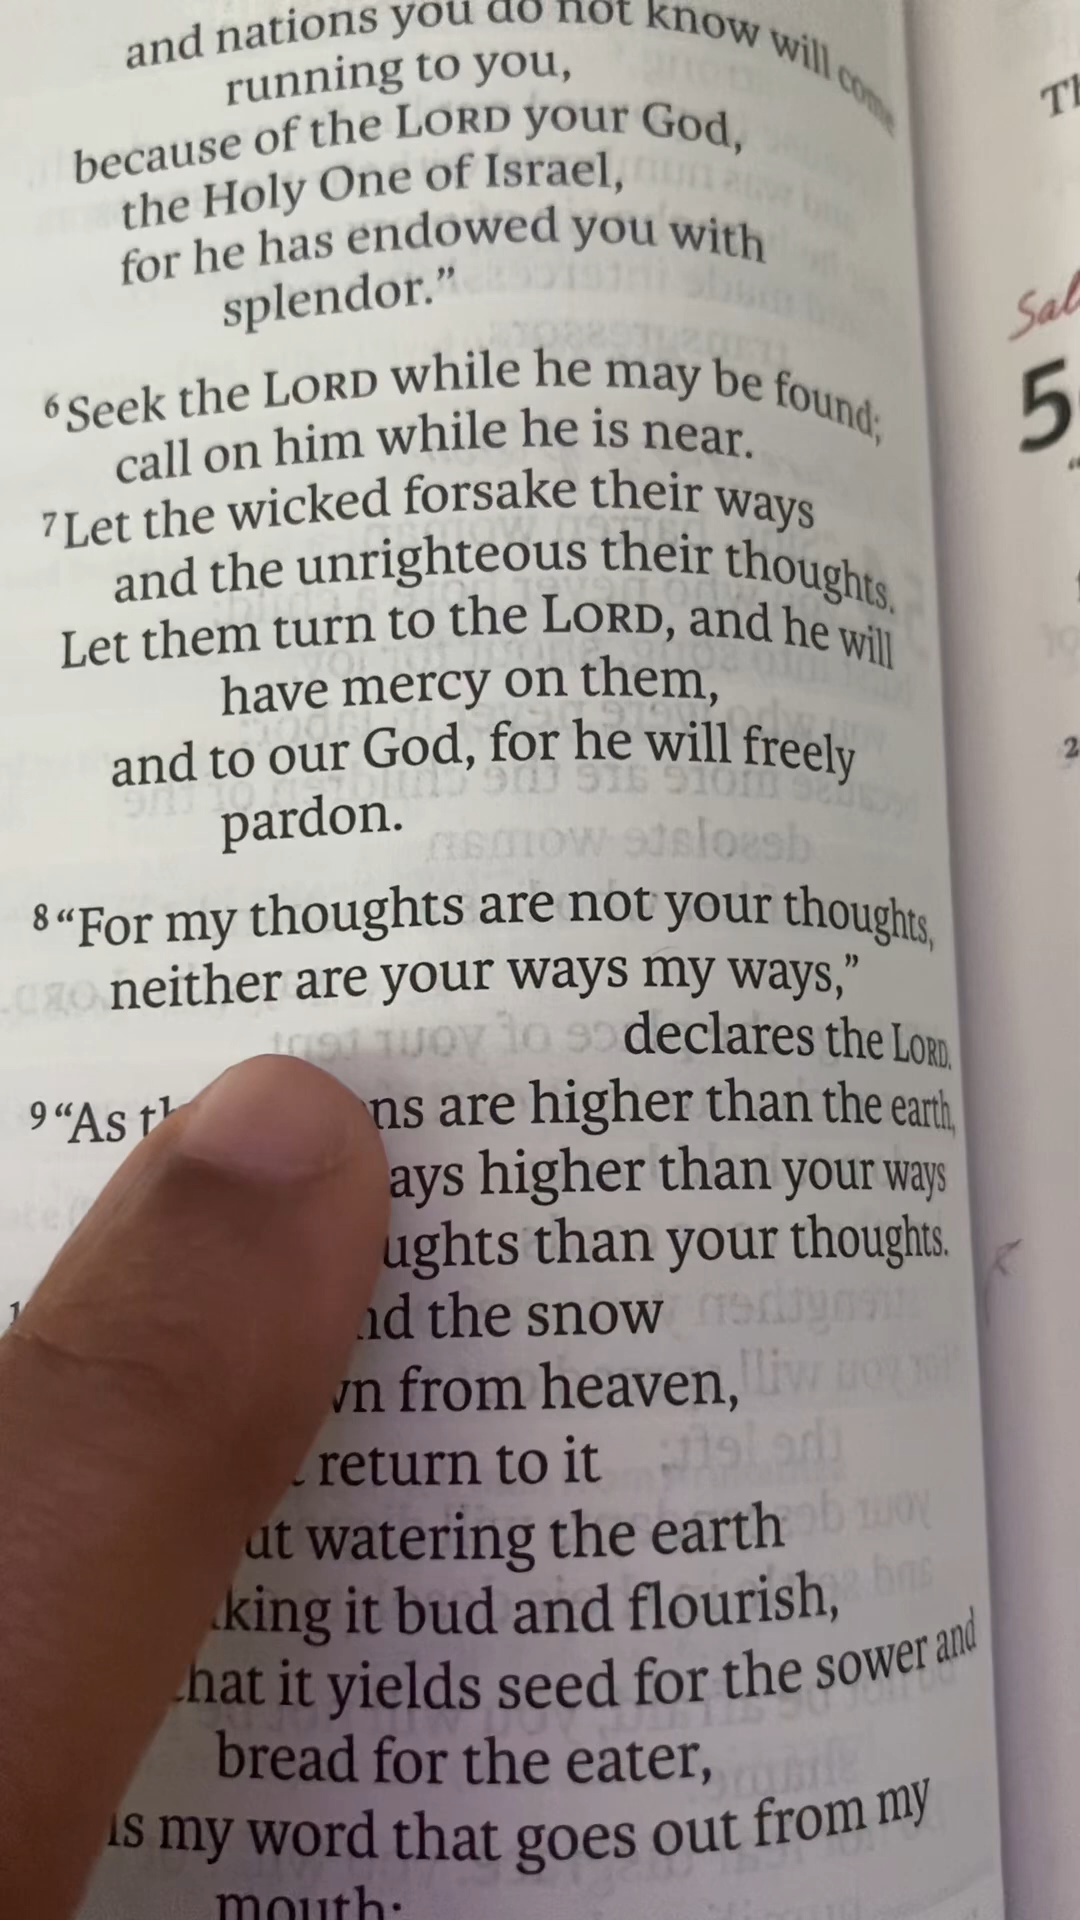 and nations you do not know will come
running to you,
because of the LORD your God,
the Holy One of Israel,
for he has endowed you with
splendor.”
6 Seek the LORD while he may be found;
call on him while he is near.
7 Let the wicked forsake their ways
and the unrighteous their thoughts.
Let them turn to the LORD, and he will
have mercy on them,
and to our God, for he will freely
pardon.
8 “For my thoughts are not your thoughts,
neither are your ways my ways,”
declares the LORD.
9 “As th ns are higher than the earth,
ays higher than your ways
ughts than your thoughts.
nd the snow
wn from heaven,
return to it
ut watering the earth
king it bud and flourish,
hat it yields seed for the sower and
bread for the eater,
is my word that goes out from my
mouth:
Th
Sal
5
2